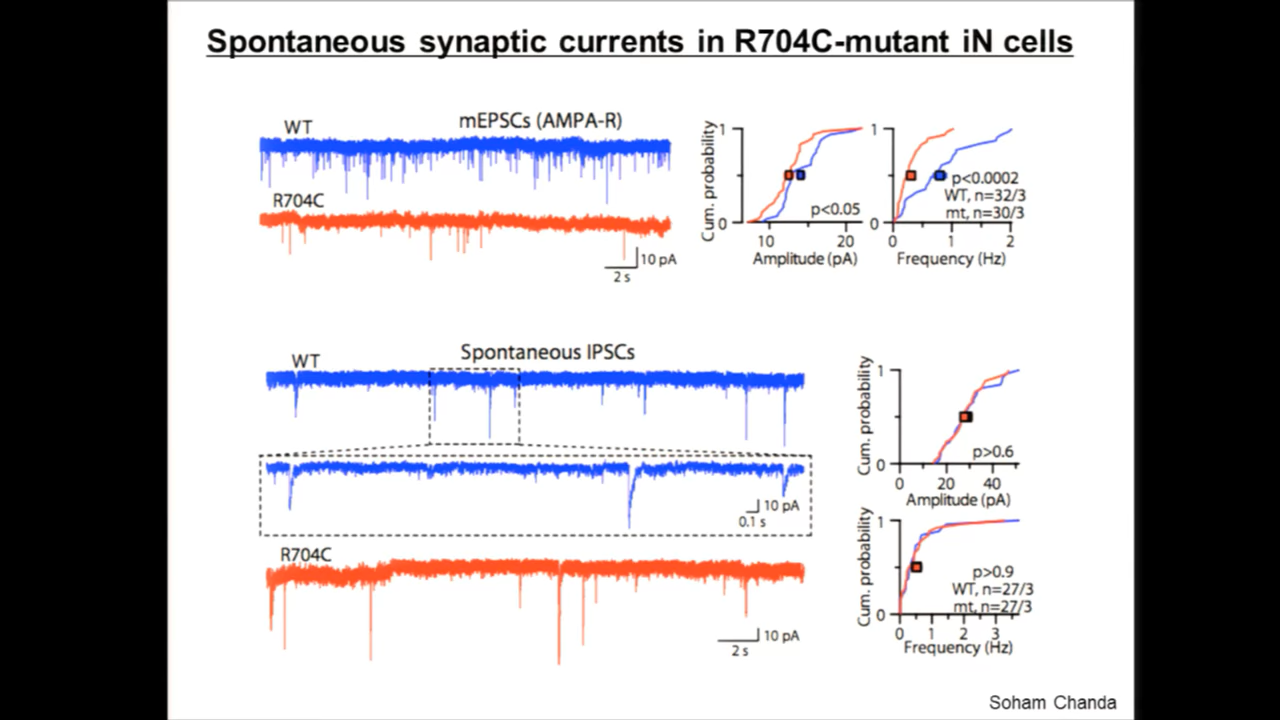 Spontaneous synaptic currents in R704C-mutant iN cells
WT
mEPSCs (AMPA-R)
R704C
10 pA
2 s
Cum. probability
1
0
10
20
Amplitude (pA)
p<0.05
1
0
0
1
2
Frequency (Hz)
p<0.0002
WT, n=32/3
mt, n=30/3
WT
Spontaneous IPSCs
10 pA
0.1 s
R704C
10 pA
2 s
Cum. probability
1
0
0
20
40
Amplitude (pA)
p>0.6
Cum. probability
1
0
0
1
2
3
Frequency (Hz)
p>0.9
WT, n=27/3
mt, n=27/3
Soham Chanda